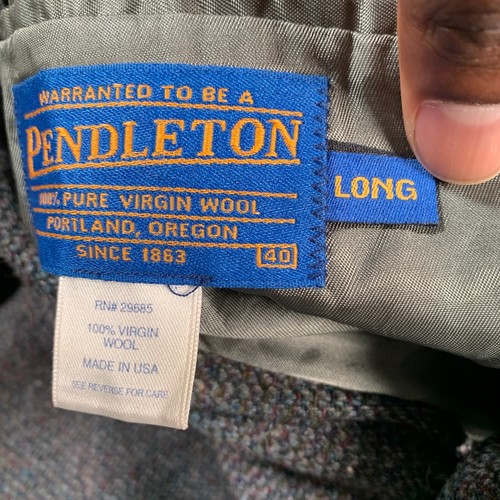 WARRANTED TO BE A
PENDLETON
100% PURE VIRGIN WOOL
PORTLAND, OREGON
SINCE 1863
40
LONG
RN# 29685
100% VIRGIN
WOOL
MADE IN USA
SEE REVERSE FOR CARE